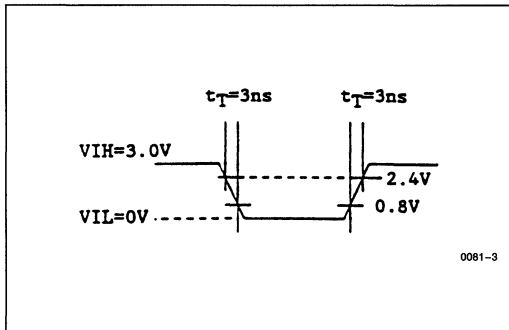 tT=3ns tT=3ns
VIH=3.0V
2.4V
VIL=0V
0.8V
0081-3